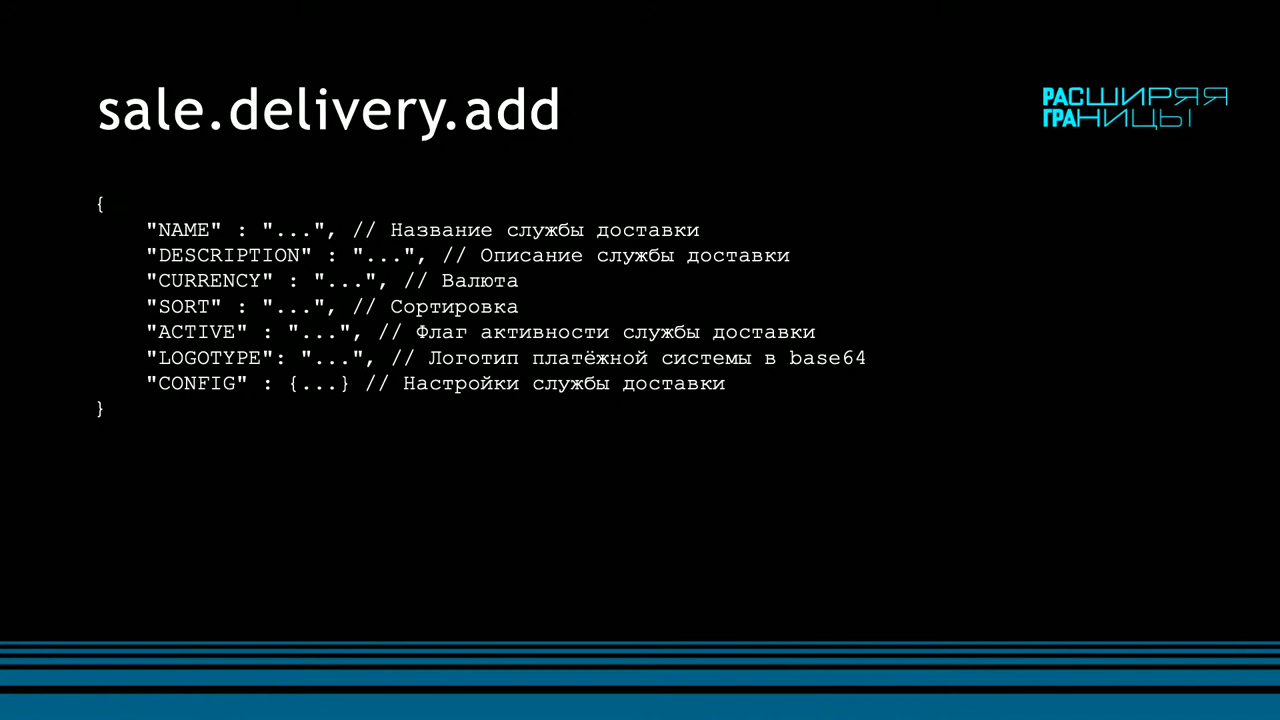 sale.delivery.add
РАСШИРЯЯ
ГРАНИЦЫ
{
"NAME" : "...", // Название службы доставки
"DESCRIPTION" : "...", // Описание службы доставки
"CURRENCY" : "...", // Валюта
"SORT" : "...", // Сортировка
"ACTIVE" : "...", // Флаг активности службы доставки
"LOGOTYPE": "...", // Логотип платёжной системы в base64
"CONFIG" : {...} // Настройки службы доставки
}